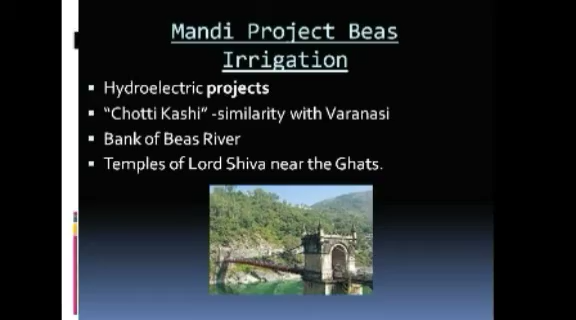 Mandi Project Beas
Irrigation
Hydroelectric projects
"Chotti Kashi" -similarity with Varanasi
Bank of Beas River
Temples of Lord Shiva near the Ghats.